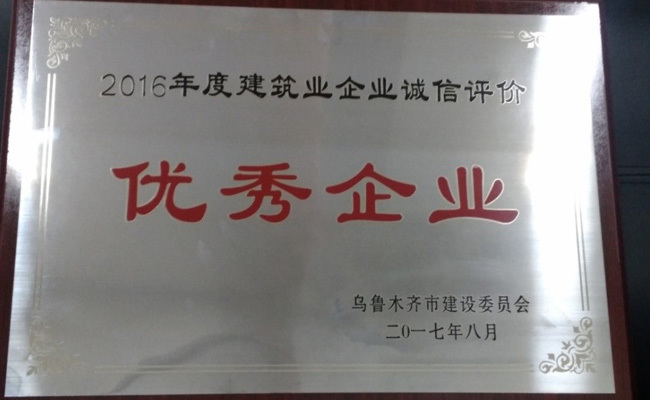 2016年度建筑业企业诚信评价
优秀企业
乌鲁木齐市建设委员会
二〇一七年八月